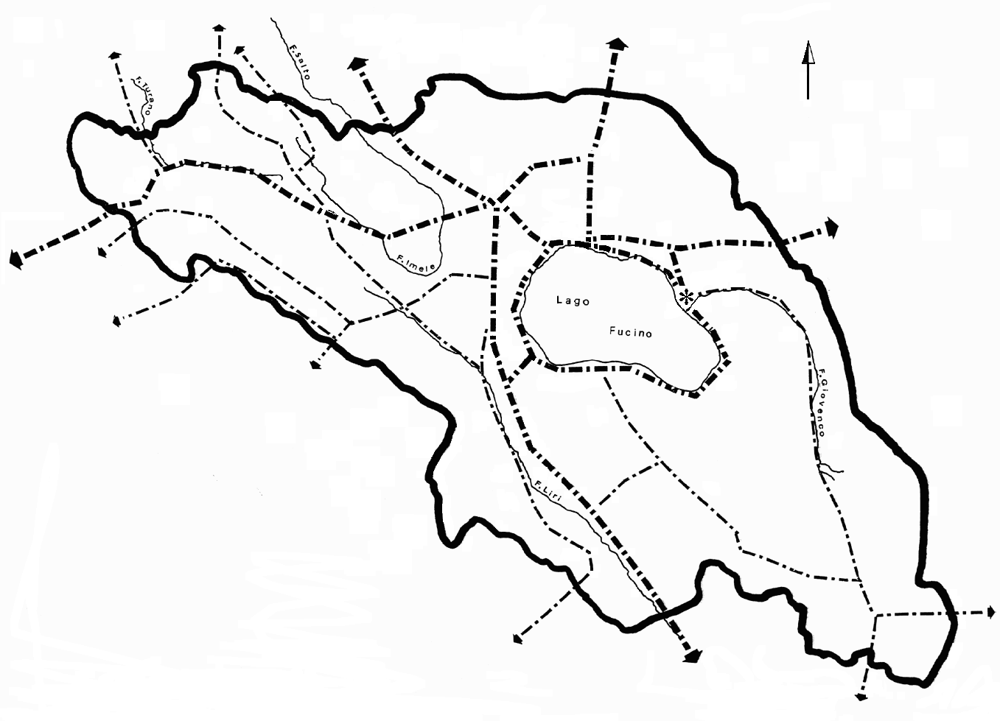 F. Salto
F. Turano
F. Imele
Lago
Fucino
F. Giovenco
F. Liri